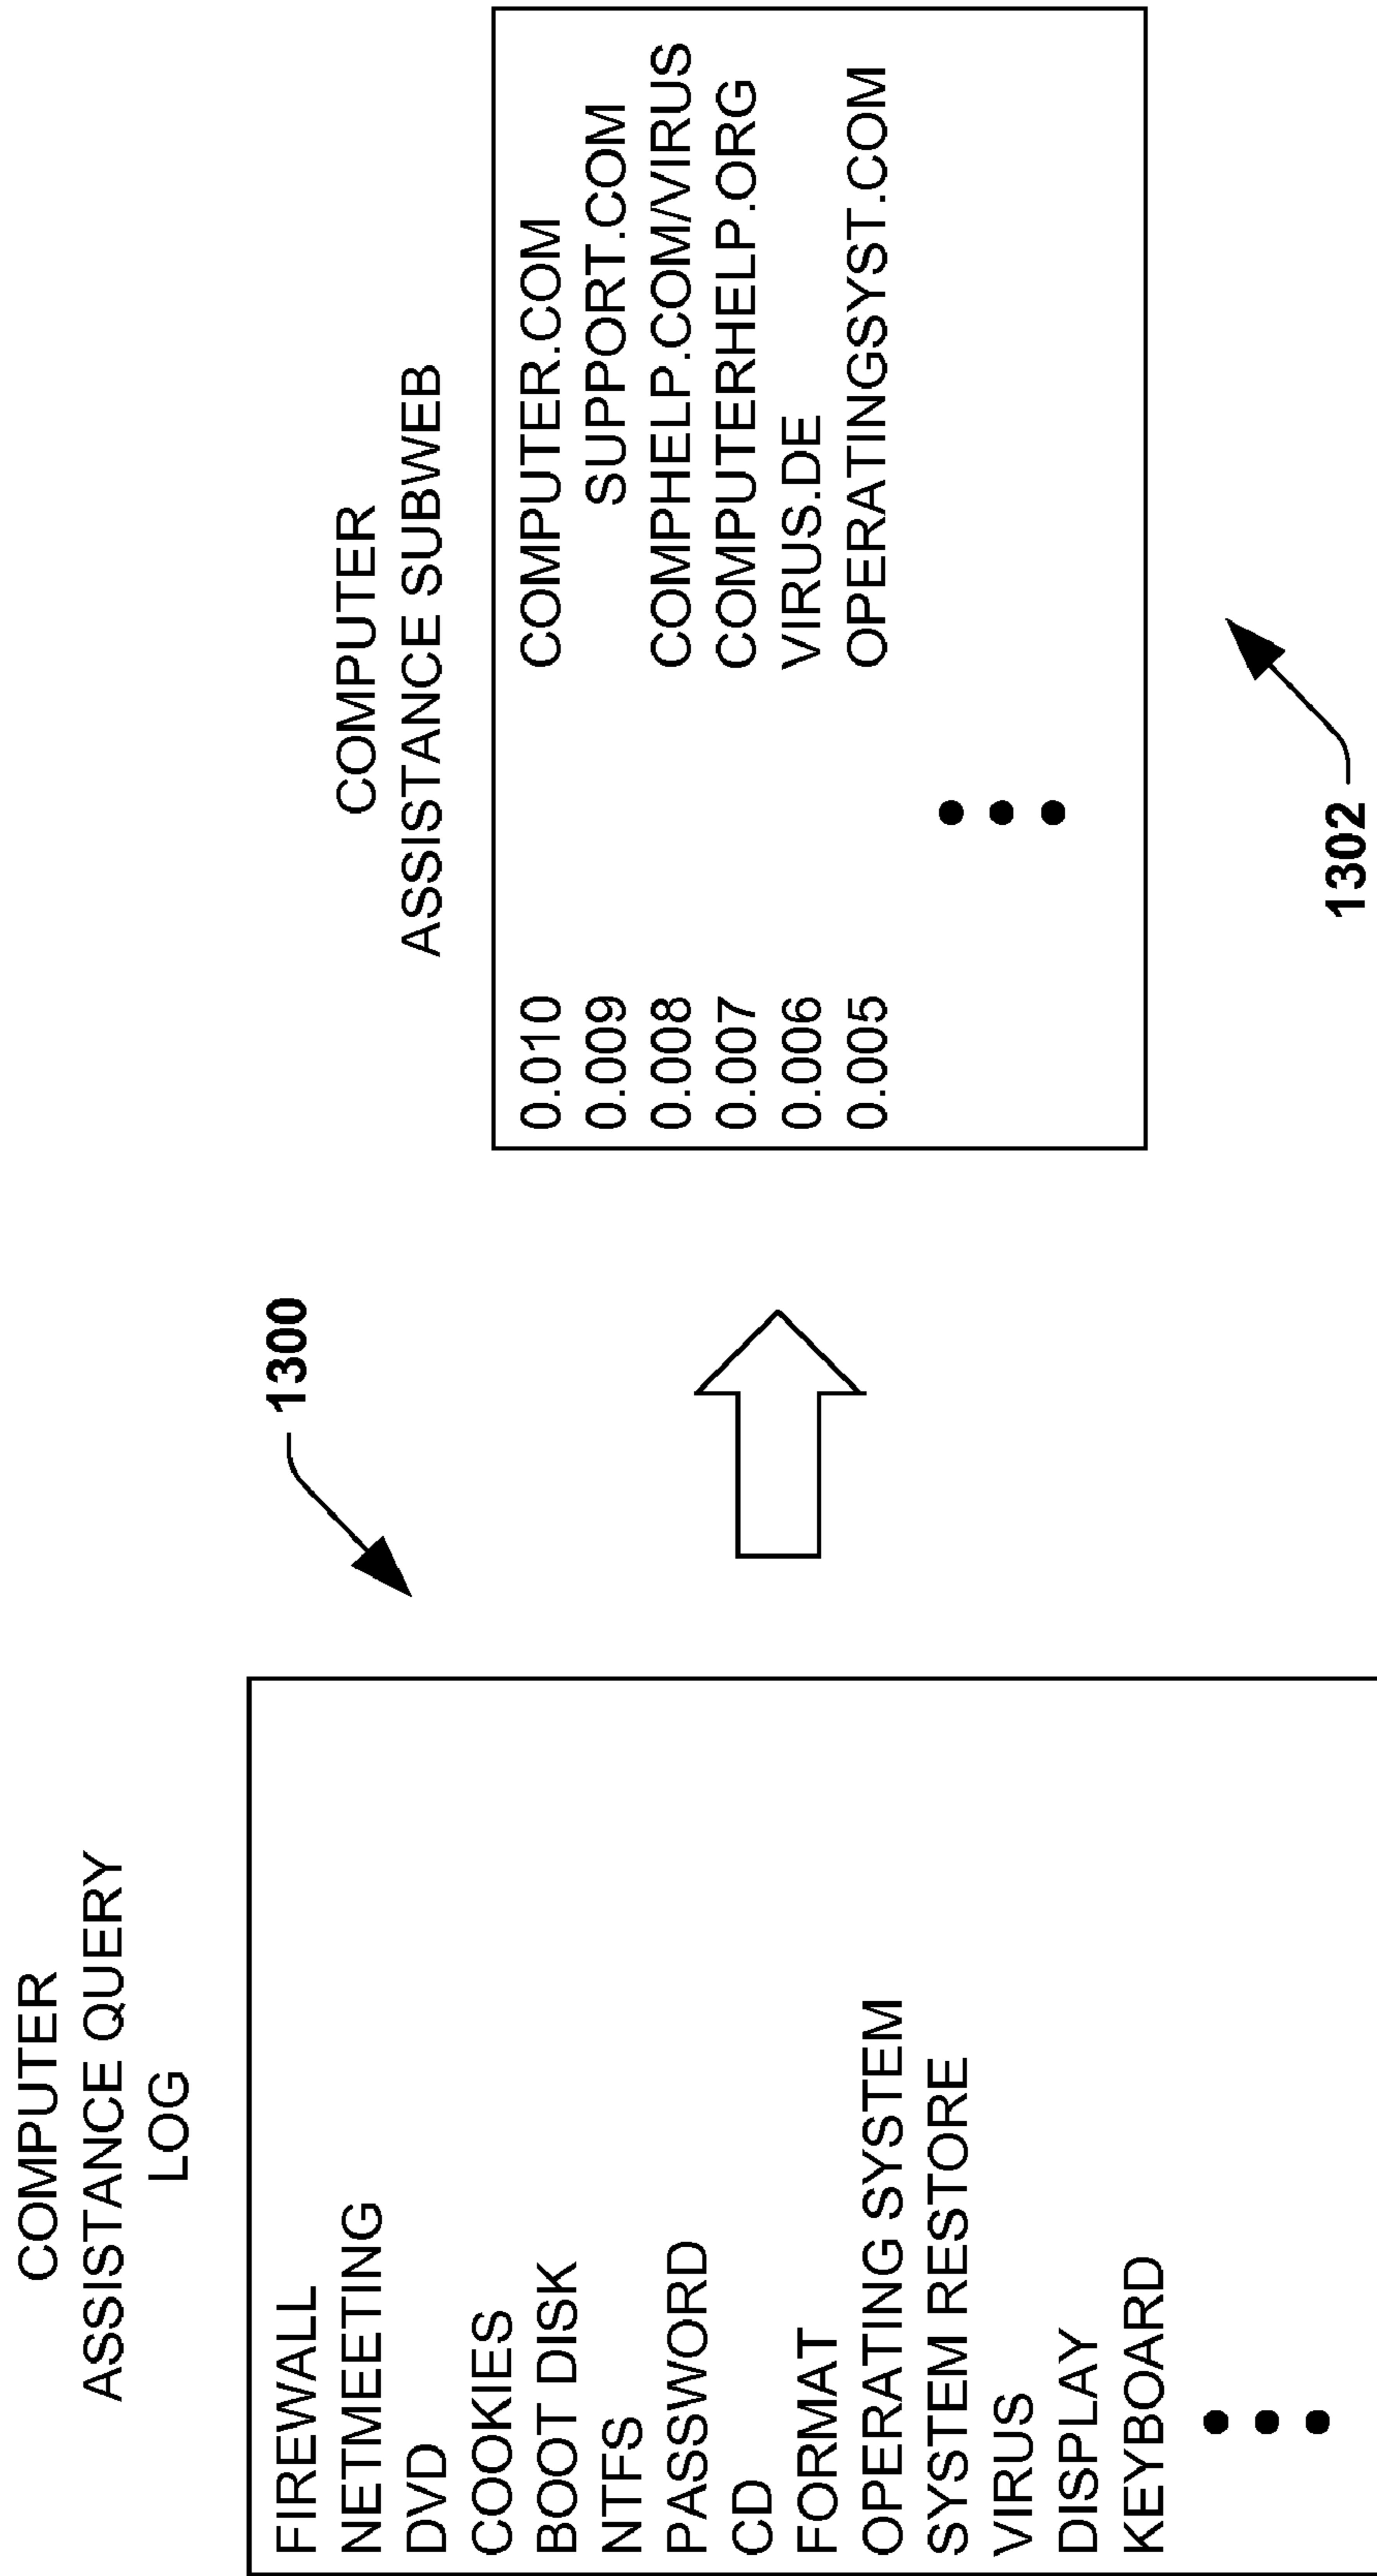 COMPUTER
ASSISTANCE QUERY
LOG
FIREWALL
NETMEETING
DVD
COOKIES
BOOT DISK
NTFS
PASSWORD
CD
FORMAT
OPERATING SYSTEM
SYSTEM RESTORE
VIRUS
DISPLAY
KEYBOARD
1300
COMPUTER
ASSISTANCE SUBWEB
0.010 COMPUTER.COM
0.009 SUPPORT.COM
0.008 COMPHELP.COM/VIRUS
0.007 COMPUTERHELP.ORG
0.006 VIRUS.DE
0.005 OPERATINGSYST.COM
1302